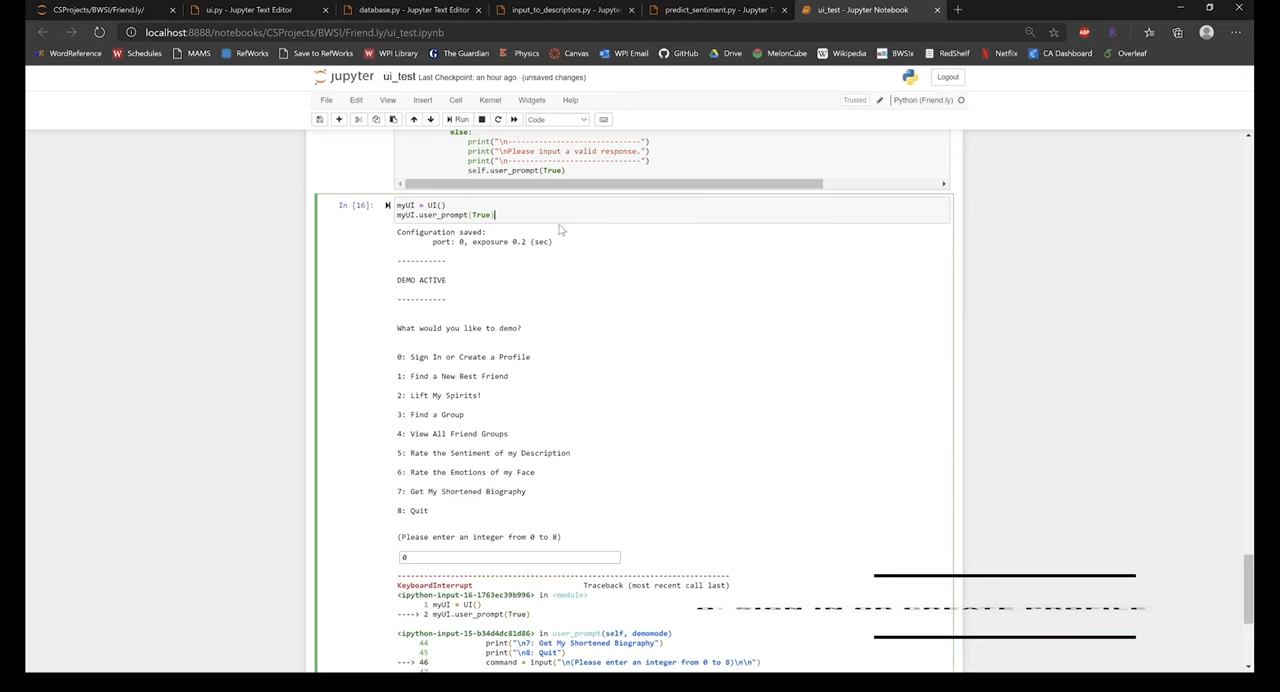 CSProjects/BWSI/Friend.ly/
ui.py - Jupyter Text Editor
database.py - Jupyter Text Editor
input_to_descriptors.py - Jupyte
predict_sentiment.py - Jupyter T
ui_test - Jupyter Notebook
localhost:8888/notebooks/CSProjects/BWSI/Friend.ly/ui_test.ipynb
WordReference
Schedules
MAMS
RefWorks
Save to RefWorks
WPI Library
The Guardian
Physics
Canvas
WPI Email
GitHub
Drive
MelonCube
Wikipedia
BWSIx
RedShelf
Netflix
CA Dashboard
Overleaf
jupyter ui_test Last Checkpoint: an hour ago (unsaved changes)
Logout
File Edit View Insert Cell Kernel Widgets Help
Trusted
Python (Friend.ly)
Run
Code
else:
print("\n------------------------------")
print("\nPlease input a valid response.")
print("\n------------------------------")
self.user_prompt(True)
In [16]:
myUI = UI()
myUI.user_prompt(True)
Configuration saved:
port: 0, exposure 0.2 (sec)
-----------
DEMO ACTIVE
-----------
What would you like to demo?
0: Sign In or Create a Profile
1: Find a New Best Friend
2: Lift My Spirits!
3: Find a Group
4: View All Friend Groups
5: Rate the Sentiment of my Description
6: Rate the Emotions of my Face
7: Get My Shortened Biography
8: Quit
(Please enter an integer from 0 to 8)
0
---------------------------------------------------------------------------
KeyboardInterrupt Traceback (most recent call last)
<ipython-input-16-1763ec39b996> in <module>
1 myUI = UI()
----> 2 myUI.user_prompt(True)
<ipython-input-15-b34d4dc81d86> in user_prompt(self, demomode)
44 print("\n7: Get My Shortened Biography")
45 print("\n8: Quit")
---> 46 command = input("\n(Please enter an integer from 0 to 8)\n\n")